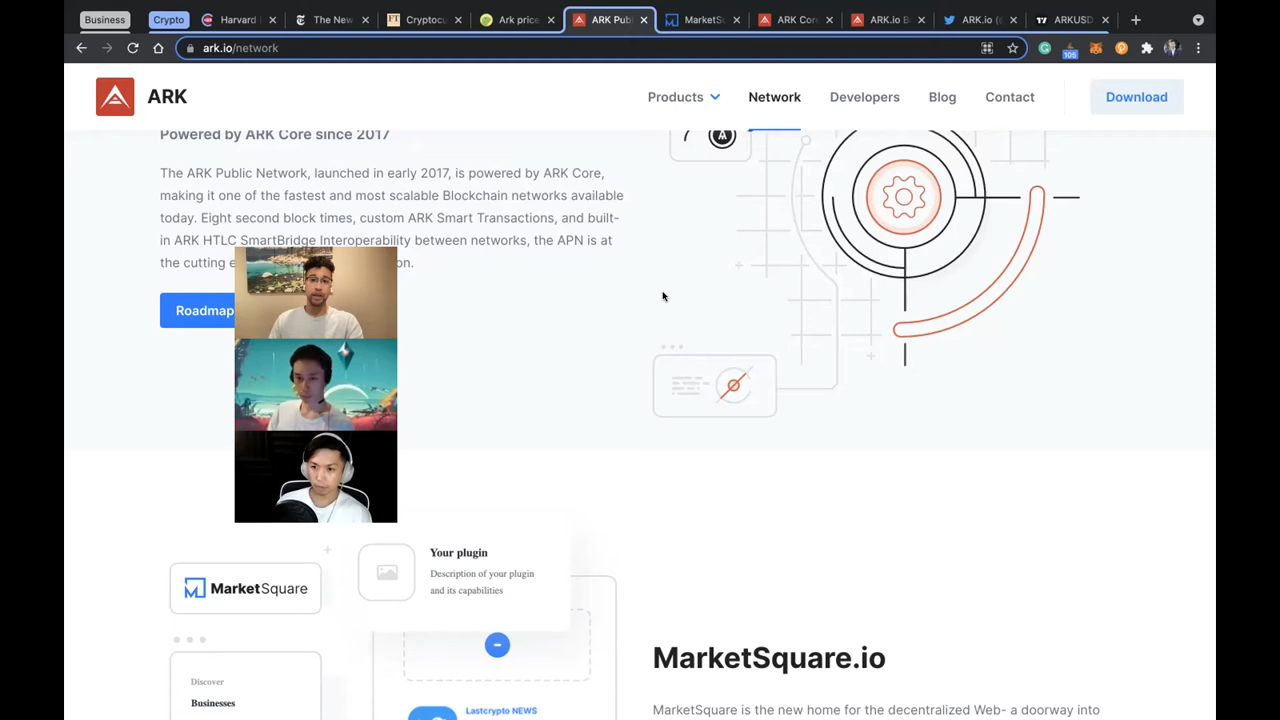 Business
Crypto
Harvard
The New
Cryptocu
Ark price
ARK Pub
MarketSq
ARK Cor
ARK.io B
ARK.io (
ARKUSD
ark.io/network
105
ARK
Products
Network
Developers
Blog
Contact
Download
Powered by ARK Core since 2017
The ARK Public Network, launched in early 2017, is powered by ARK Core,
making it one of the fastest and most scalable Blockchain networks available
today. Eight second block times, custom ARK Smart Transactions, and built-
in ARK HTLC SmartBridge Interoperability between networks, the APN is at
the cutting e on.
Roadmap
MarketSquare
Your plugin
Description of your plugin
and its capabilities
Discover
Businesses
Lastcrypto NEWS
MarketSquare.io
MarketSquare is the new home for the decentralized Web- a doorway into